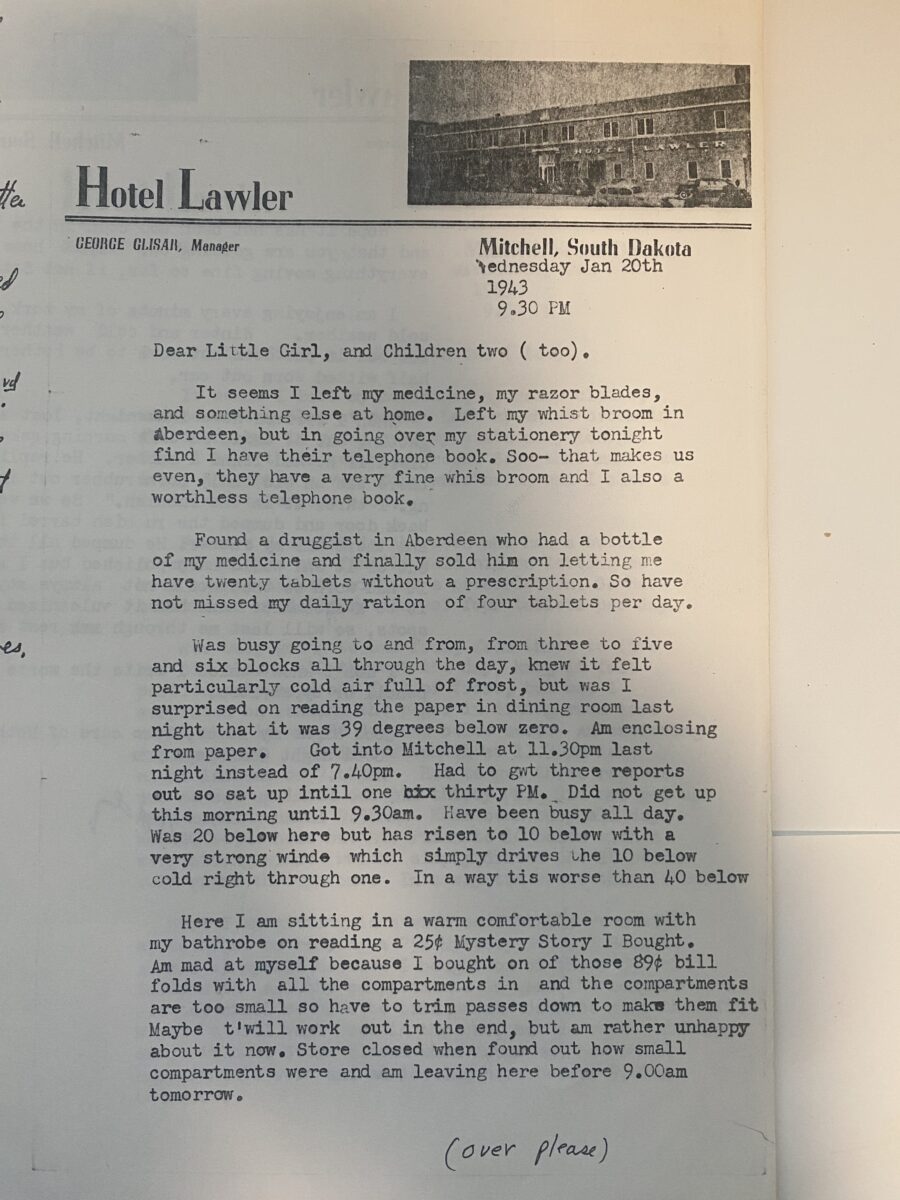 HOTEL LAWLER
Hotel Lawler
GEORGE GLISAR, Manager
Mitchell, South Dakota
Wednesday Jan 20th
1943
9.30 PM
Dear Little Girl, and Children two ( too).
It seems I left my medicine, my razor blades,
and something else at home. Left my whist broom in
Aberdeen, but in going over my stationery tonight
find I have their telephone book. Soo- that makes us
even, they have a very fine whis broom and I also a
worthless telephone book.
Found a druggist in Aberdeen who had a bottle
of my medicine and finally sold him on letting me
have twenty tablets without a prescription. So have
not missed my daily ration of four tablets per day.
Was busy going to and from, from three to five
and six blocks all through the day, knew it felt
particularly cold air full of frost, but was I
surprised on reading the paper in dining room last
night that it was 39 degrees below zero. Am enclosing
from paper. Got into Mitchell at 11.30pm last
night instead of 7.40pm. Had to gwt three reports
out so sat up intil one thirty PM. Did not get up
this morning until 9.30am. Have been busy all day.
Was 20 below here but has risen to 10 below with a
very strong winde which simply drives the 10 below
cold right through one. In a way tis worse than 40 below
Here I am sitting in a warm comfortable room with
my bathrobe on reading a 25¢ Mystery Story I Bought.
Am mad at myself because I bought on of those 89¢ bill
folds with all the compartments in and the compartments
are too small so have to trim passes down to make them fit
Maybe t'will work out in the end, but am rather unhappy
about it now. Store closed when found out how small
compartments were and am leaving here before 9.00am
tomorrow.
(over please)